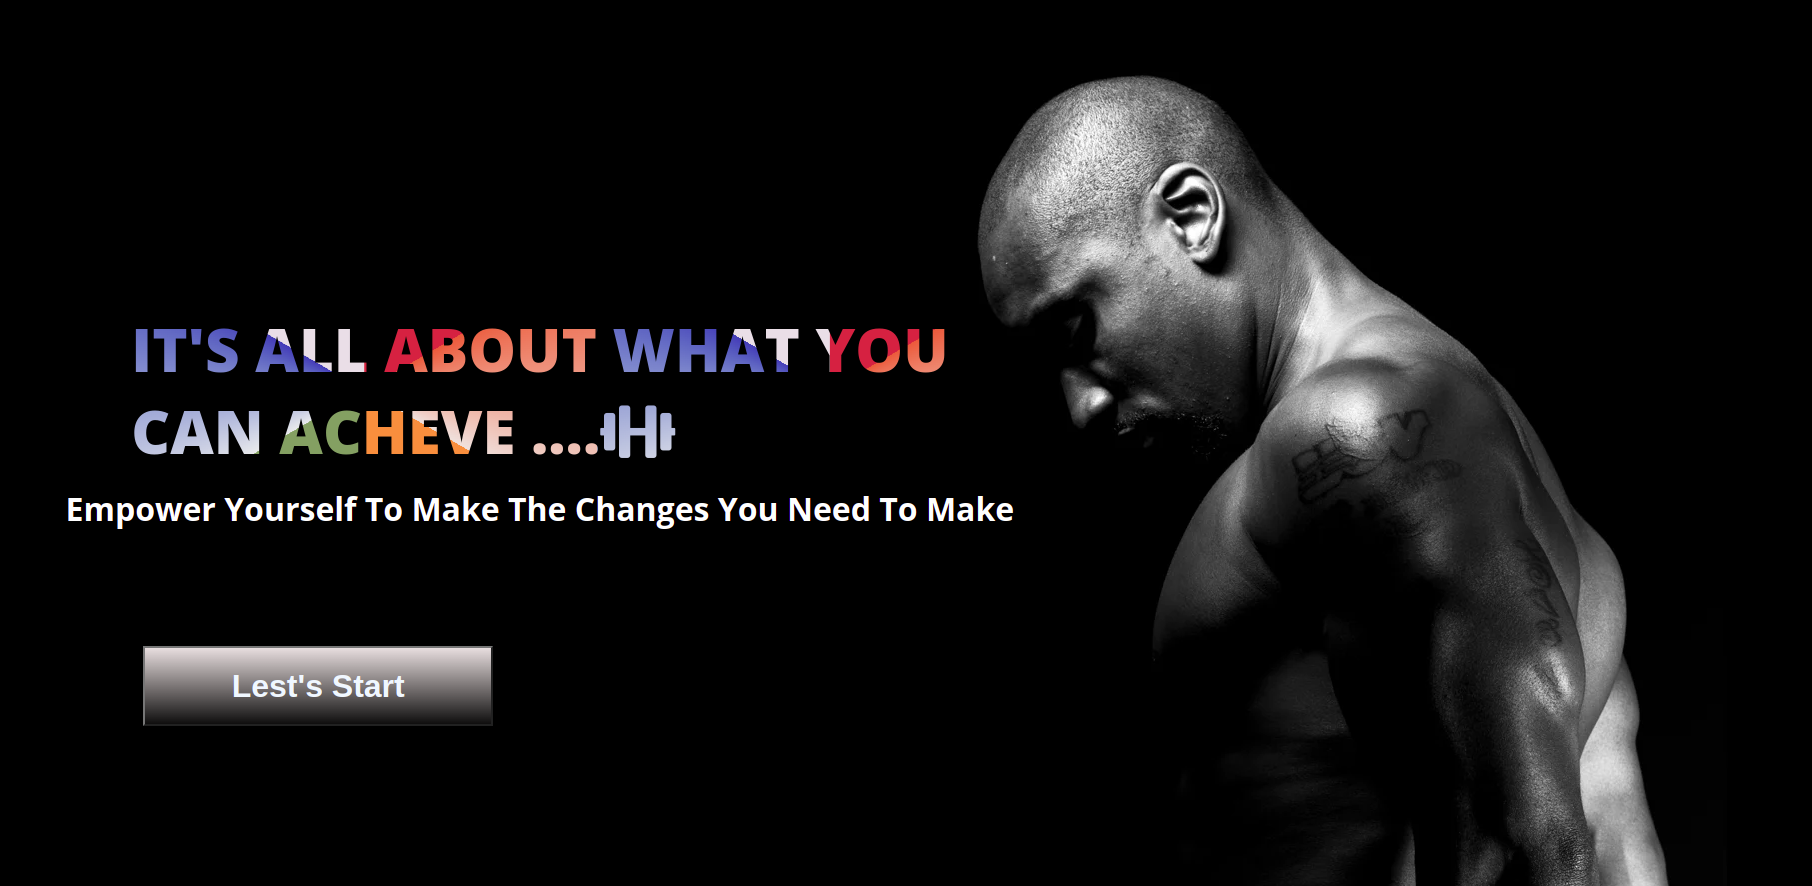 IT'S ALL ABOUT WHAT YOU
CAN ACHEVE ....
Empower Yourself To Make The Changes You Need To Make
Lest's Start